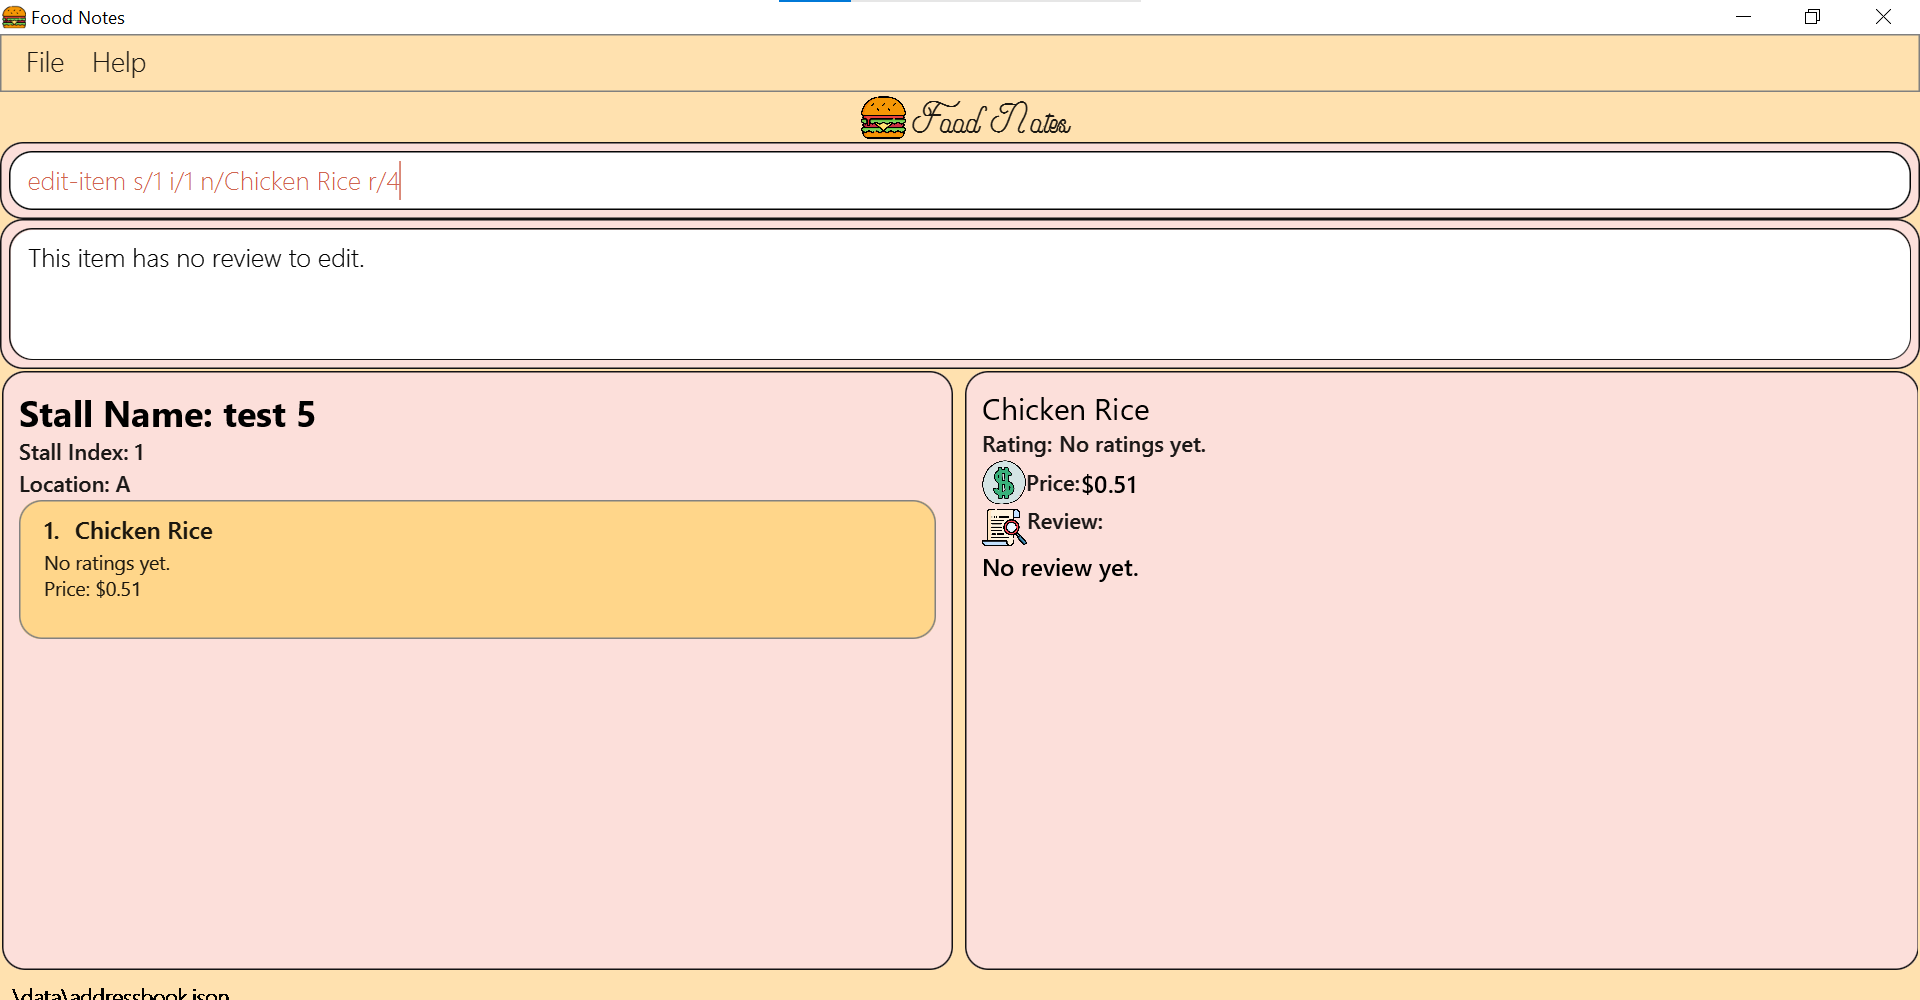 Food Notes
File Help
Food Notes
edit-item s/1 i/1 n/Chicken Rice r/4
This item has no review to edit.
Stall Name: test 5
Stall Index: 1
Location: A
1. Chicken Rice
No ratings yet.
Price: $0.51
Chicken Rice
Rating: No ratings yet.
Price:$0.51
Review:
No review yet.
.\data\addressbook.json